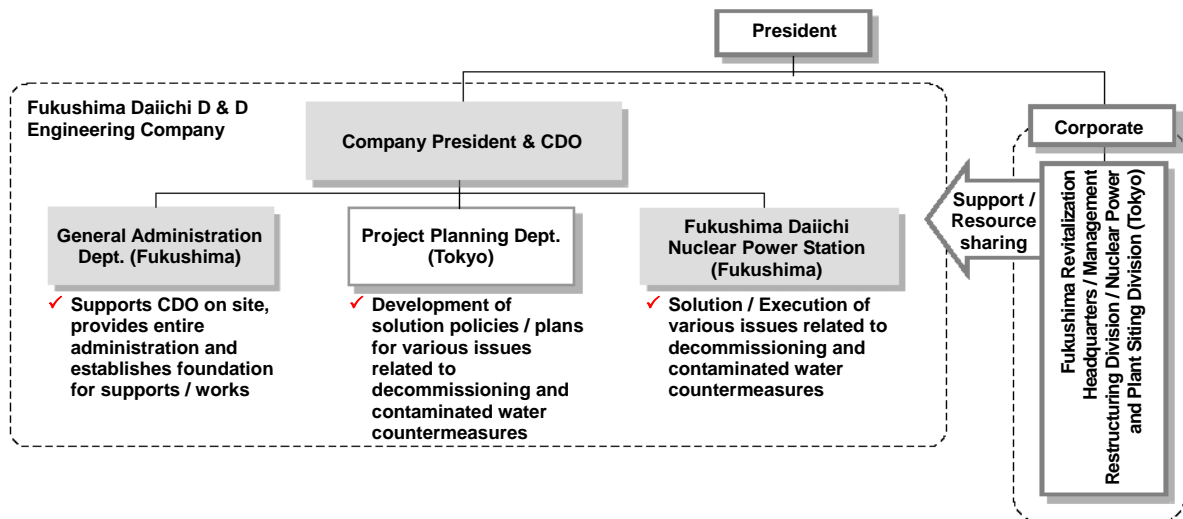 President
Fukushima Daiichi D & D
Engineering Company
Company President & CDO
Corporate
General Administration
Dept. (Fukushima)
✓ Supports CDO on site,
provides entire
administration and
establishes foundation
for supports / works
Project Planning Dept.
(Tokyo)
✓ Development of
solution policies / plans
for various issues
related to
decommissioning and
contaminated water
countermeasures
Fukushima Daiichi
Nuclear Power Station
(Fukushima)
✓ Solution / Execution of
various issues related to
decommissioning and
contaminated water
countermeasures
Support /
Resource
sharing
Fukushima Revitalization
Headquarters / Management
Restructuring Division / Nuclear Power
and Plant Siting Division (Tokyo)